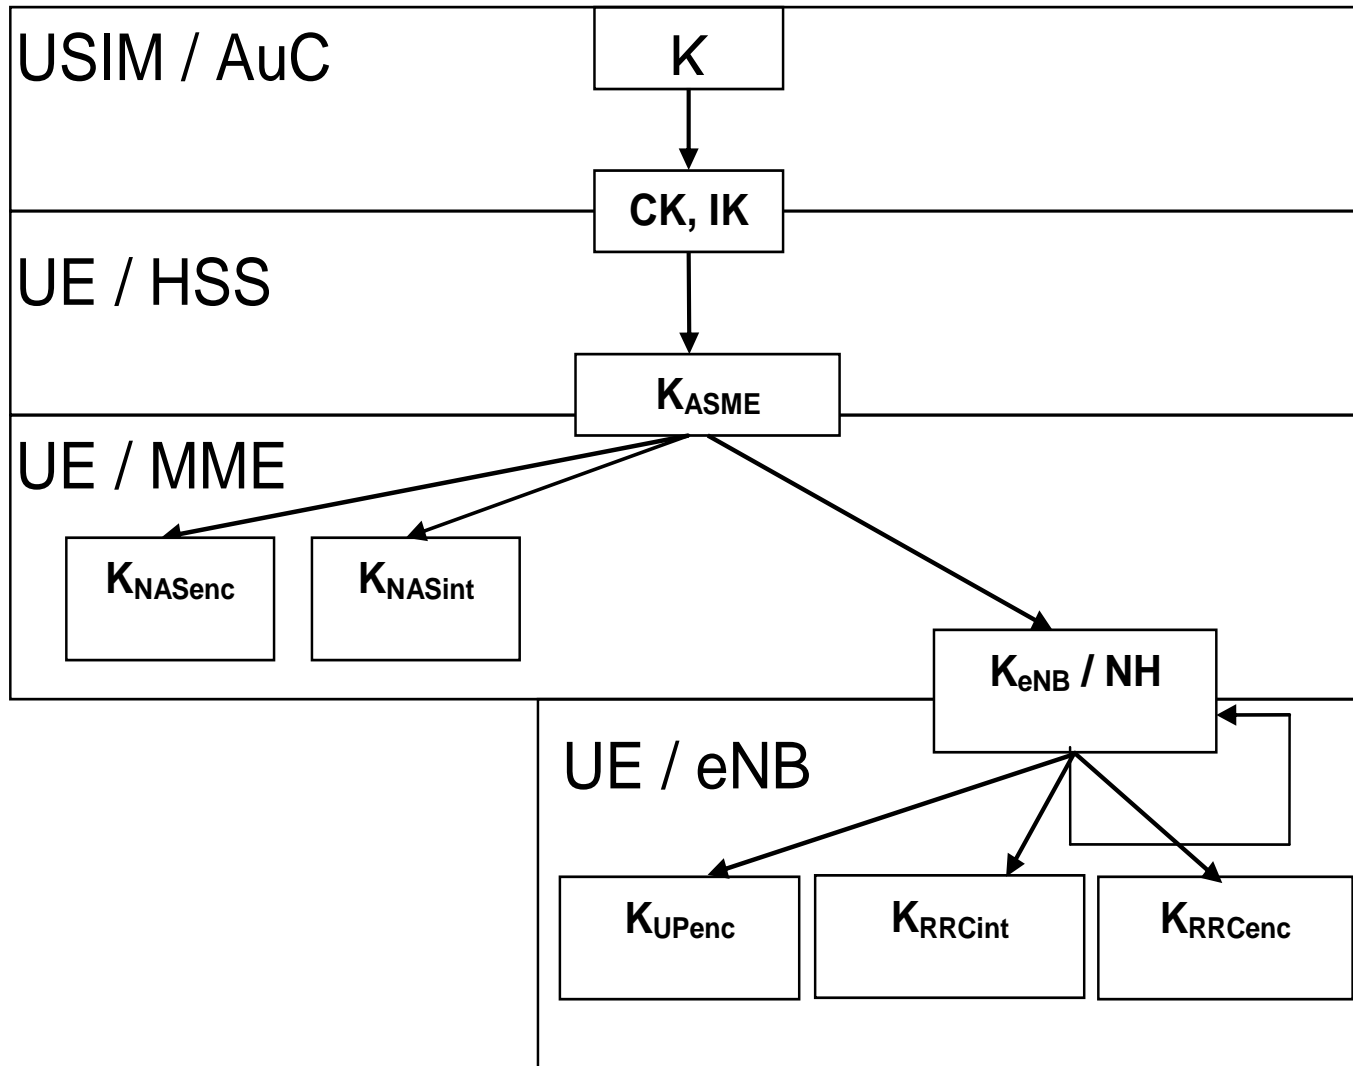 USIM / AuC
K
CK, IK
UE / HSS
KASME
UE / MME
KNASenc
KNASint
KeNB / NH
UE / eNB
KUPenc
KRRCint
KRRCenc